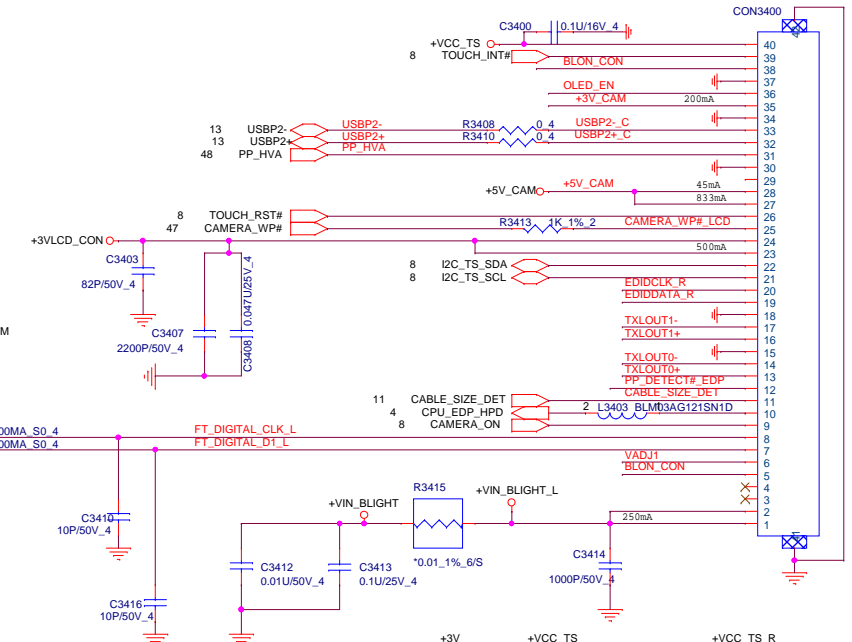 CON3400
C3400 0.1U/16V_4
42
+VCC_TS
40
8 TOUCH_INT#
39
BLON_CON
38
37
OLED_EN
36
+3V_CAM 200mA
35
34
13 USBP2- USBP2- R3408 0_4 USBP2-_C
33
13 USBP2+ USBP2+ R3410 0_4 USBP2+_C
32
48 PP_HVA PP_HVA
31
30
29
+5V_CAM +5V_CAM 45mA
28
833mA
27
8 TOUCH_RST#
26
47 CAMERA_WP# R3413 1K_1%_2 CAMERA_WP#_LCD
25
+3VLCD_CON
24
500mA
23
8 I2C_TS_SDA
22
8 I2C_TS_SCL
21
EDIDCLK_R
20
EDIDDATA_R
19
18
TXLOUT1-
17
TXLOUT1+
16
15
TXLOUT0-
14
TXLOUT0+
13
PP_DETECT#_EDP
12
11 CABLE_SIZE_DET CABLE_SIZE_DET
11
4 CPU_EDP_HPD 2 L3403 BLM03AG121SN1D 1
10
8 CAMERA_ON
9
C3403
82P/50V_4
C3407
2200P/50V_4
C3408 0.047U/25V_4
M
00MA_S0_4 FT_DIGITAL_CLK_L
8
00MA_S0_4 FT_DIGITAL_D1_L
7
VADJ1
6
BLON_CON
5
4
3
2
250mA
1
41
R3415
+VIN_BLIGHT
+VIN_BLIGHT_L
*0.01_1%_6/S
C3410
10P/50V_4
C3412
0.01U/50V_4
C3413
0.1U/25V_4
C3414
1000P/50V_4
C3416
10P/50V_4
+3V +VCC_TS +VCC_TS_R